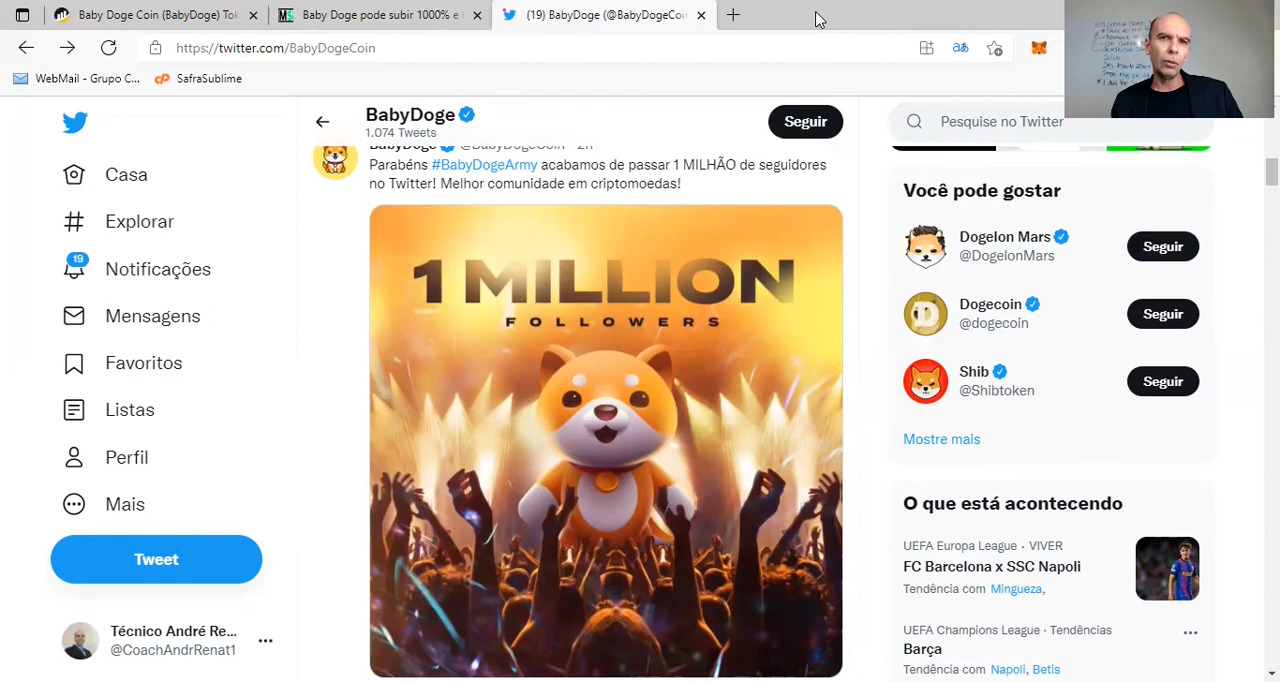 Baby Doge Coin (BabyDoge) Tok
Baby Doge pode subir 1000% e s
(19) BabyDoge (@BabyDogeCoi
https://twitter.com/BabyDogeCoin
aあ
WebMail - Grupo C...
SafraSublime
BabyDoge
1.074 Tweets
Seguir
Pesquise no Twitter
BabyDoge @BabyDogeCoin · 2h
Parabéns #BabyDogeArmy acabamos de passar 1 MILHÃO de seguidores
no Twitter! Melhor comunidade em criptomoedas!
1 MILLION
FOLLOWERS
Casa
Explorar
19
Notificações
Mensagens
Favoritos
Listas
Perfil
Mais
Tweet
Técnico André Re...
@CoachAndrRenat1
Você pode gostar
Dogelon Mars
@DogelonMars
Seguir
Dogecoin
@dogecoin
Seguir
Shib
@Shibtoken
Seguir
Mostre mais
O que está acontecendo
UEFA Europa League · VIVER
FC Barcelona x SSC Napoli
Tendência com Mingueza,
UEFA Champions League · Tendências
Barça
Tendência com Napoli, Betis